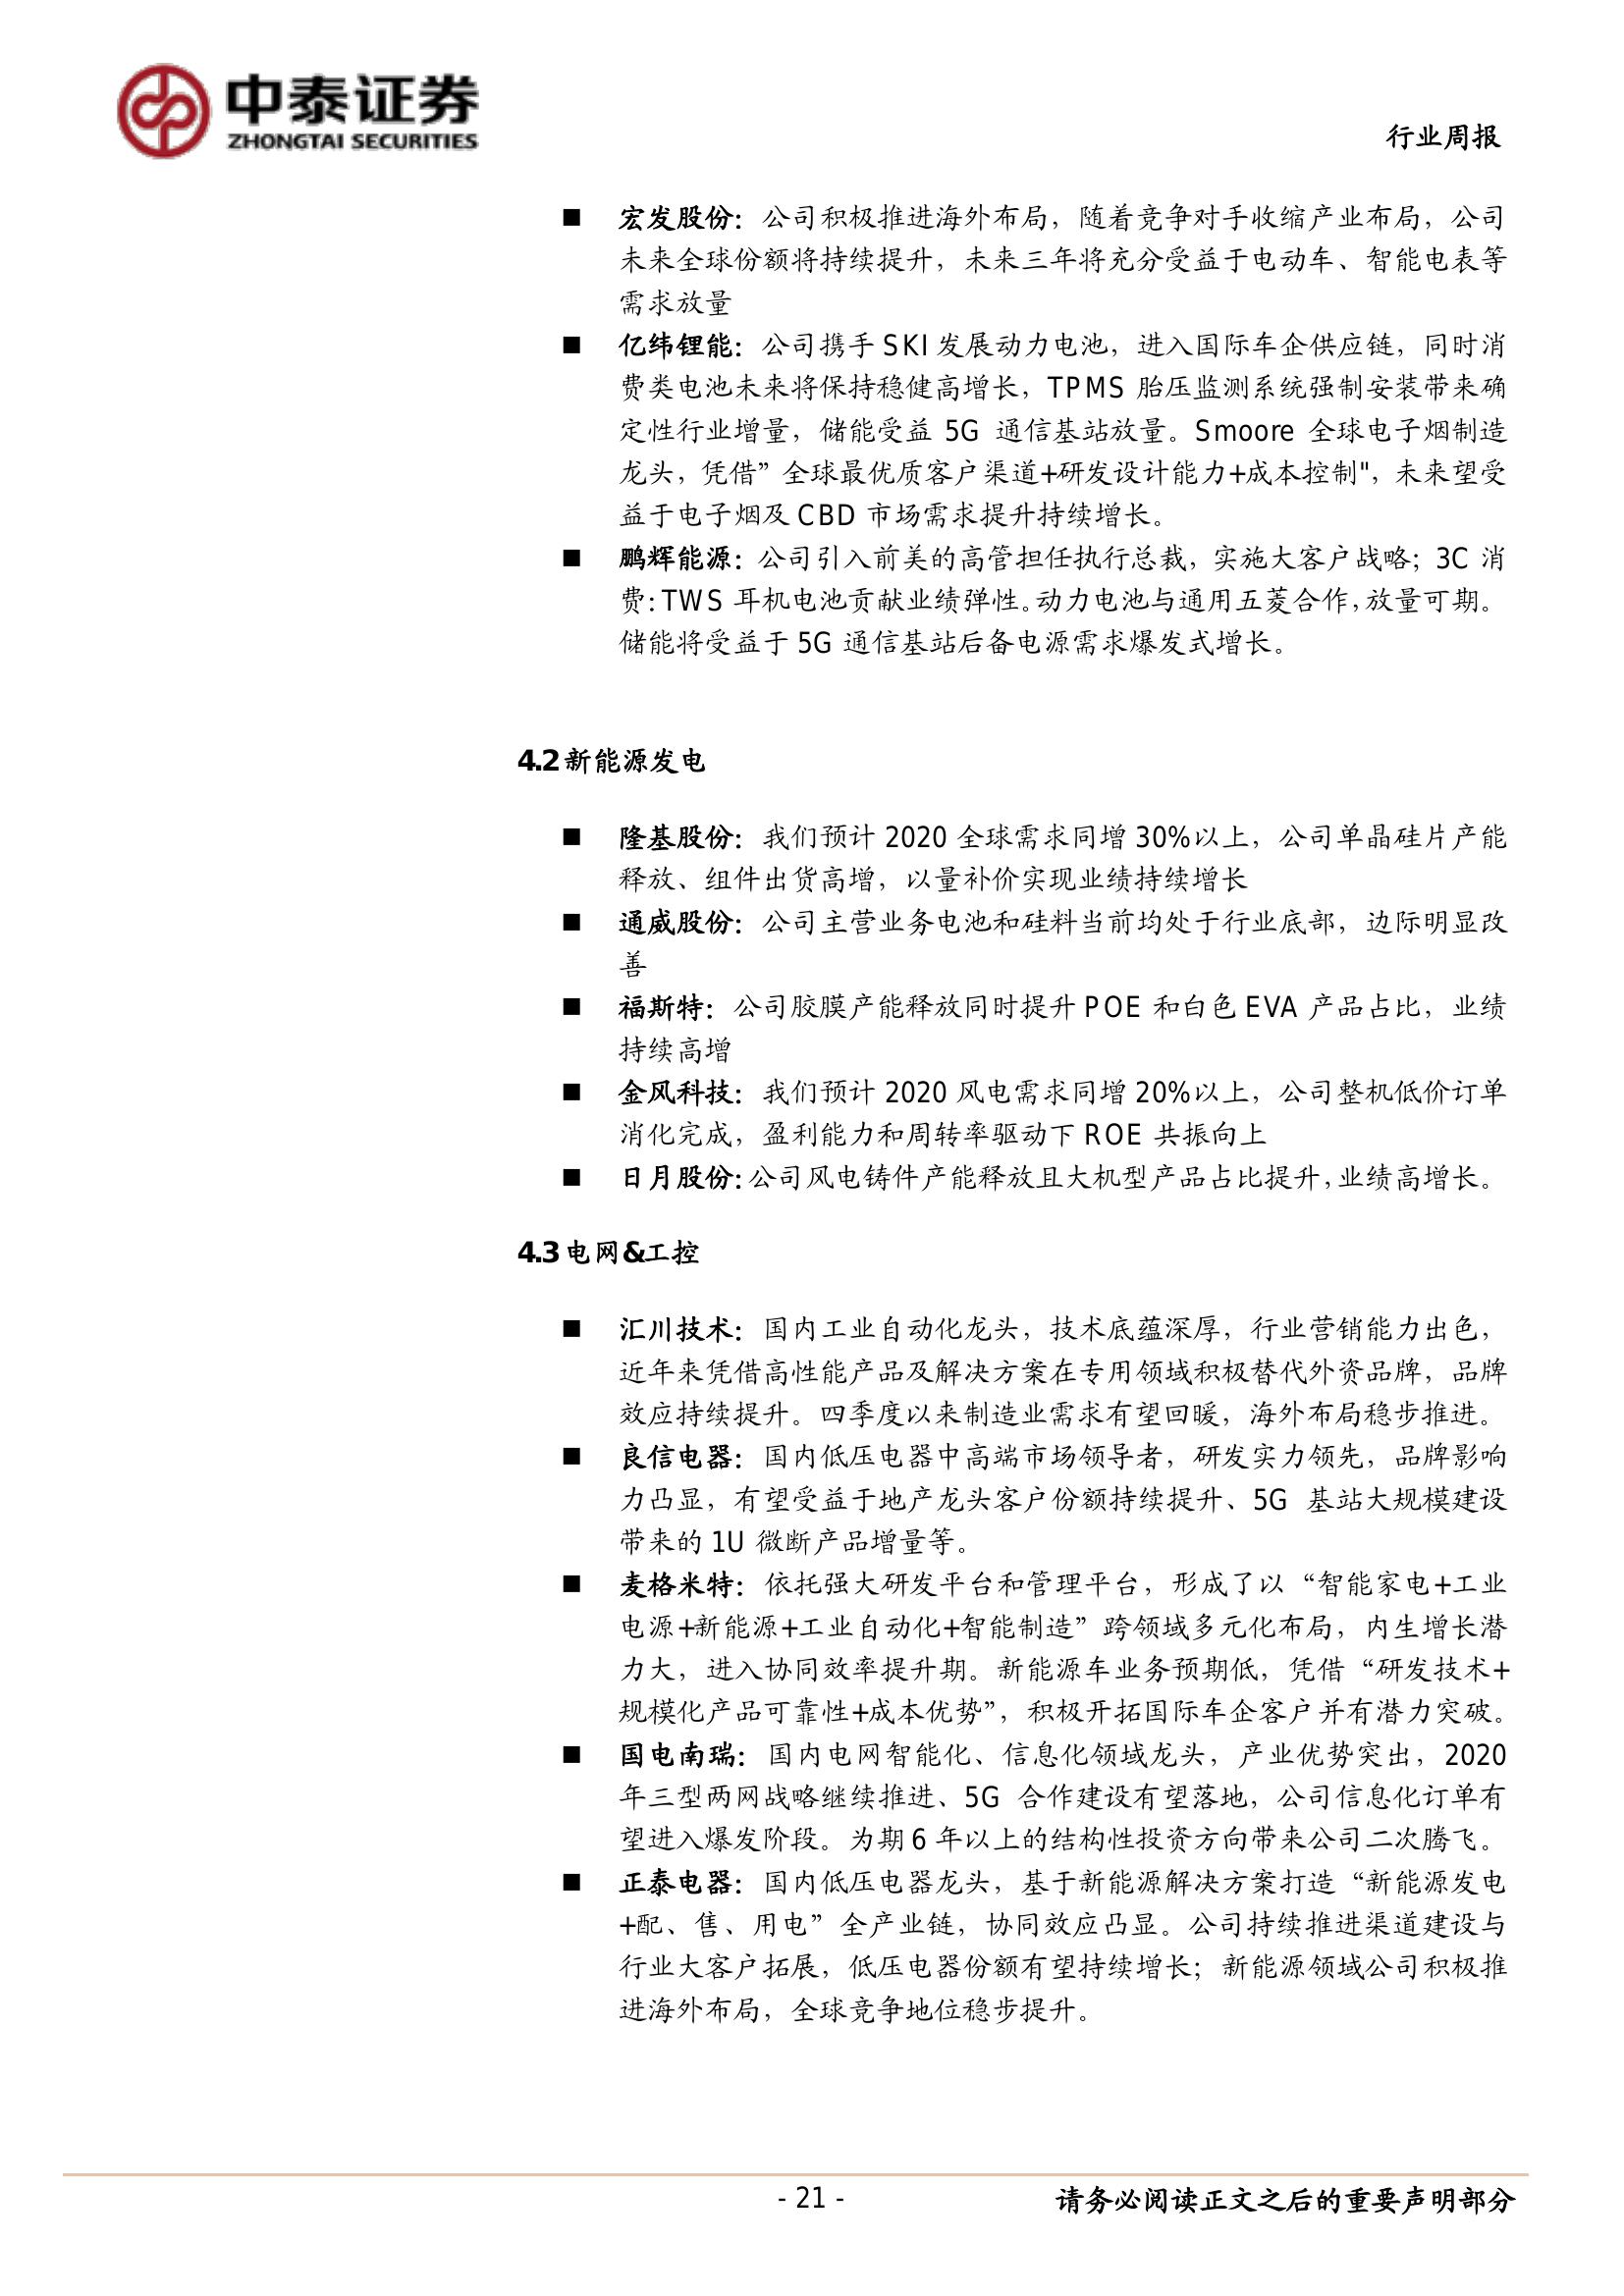 中泰证券
ZHONGTAI SECURITIES
行业周报
■ 宏发股份：公司积极推进海外布局，随着竞争对手收缩产业布局，公司
未来全球份额将持续提升，未来三年将充分受益于电动车、智能电表等
需求放量
■ 亿纬锂能：公司携手 SKI 发展动力电池，进入国际车企供应链，同时消
费类电池未来将保持稳健高增长，TPMS 胎压监测系统强制安装带来确
定性行业增量，储能受益 5G 通信基站放量。Smoore 全球电子烟制造
龙头，凭借”全球最优质客户渠道+研发设计能力+成本控制"，未来望受
益于电子烟及 CBD 市场需求提升持续增长。
■ 鹏辉能源：公司引入前美的高管担任执行总裁，实施大客户战略；3C 消
费：TWS 耳机电池贡献业绩弹性。动力电池与通用五菱合作，放量可期。
储能将受益于 5G 通信基站后备电源需求爆发式增长。
4.2 新能源发电
■ 隆基股份：我们预计 2020 全球需求同增 30%以上，公司单晶硅片产能
释放、组件出货高增，以量补价实现业绩持续增长
■ 通威股份：公司主营业务电池和硅料当前均处于行业底部，边际明显改
善
■ 福斯特：公司胶膜产能释放同时提升 POE 和白色 EVA 产品占比，业绩
持续高增
■ 金风科技：我们预计 2020 风电需求同增 20%以上，公司整机低价订单
消化完成，盈利能力和周转率驱动下 ROE 共振向上
■ 日月股份：公司风电铸件产能释放且大机型产品占比提升，业绩高增长。
4.3 电网&工控
■ 汇川技术：国内工业自动化龙头，技术底蕴深厚，行业营销能力出色，
近年来凭借高性能产品及解决方案在专用领域积极替代外资品牌，品牌
效应持续提升。四季度以来制造业需求有望回暖，海外布局稳步推进。
■ 良信电器：国内低压电器中高端市场领导者，研发实力领先，品牌影响
力凸显，有望受益于地产龙头客户份额持续提升、5G 基站大规模建设
带来的 1U 微断产品增量等。
■ 麦格米特：依托强大研发平台和管理平台，形成了以“智能家电+工业
电源+新能源+工业自动化+智能制造”跨领域多元化布局，内生增长潜
力大，进入协同效率提升期。新能源车业务预期低，凭借“研发技术+
规模化产品可靠性+成本优势”，积极开拓国际车企客户并有潜力突破。
■ 国电南瑞：国内电网智能化、信息化领域龙头，产业优势突出，2020
年三型两网战略继续推进、5G 合作建设有望落地，公司信息化订单有
望进入爆发阶段。为期 6 年以上的结构性投资方向带来公司二次腾飞。
■ 正泰电器：国内低压电器龙头，基于新能源解决方案打造“新能源发电
+配、售、用电”全产业链，协同效应凸显。公司持续推进渠道建设与
行业大客户拓展，低压电器份额有望持续增长；新能源领域公司积极推
进海外布局，全球竞争地位稳步提升。
- 21 -
请务必阅读正文之后的重要声明部分